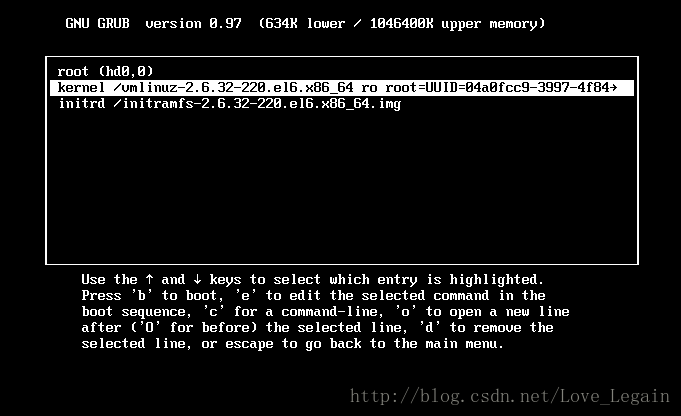 GNU GRUB  version 0.97  (634K lower / 1046400K upper memory)
root (hd0,0)
kernel /vmlinuz-2.6.32-220.el6.x86_64 ro root=UUID=04a0fcc9-3997-4f84→
initrd /initramfs-2.6.32-220.el6.x86_64.img
Use the ↑ and ↓ keys to select which entry is highlighted.
Press 'b' to boot, 'e' to edit the selected command in the
boot sequence, 'c' for a command-line, 'o' to open a new line
after ('O' for before) the selected line, 'd' to remove the
selected line, or escape to go back to the main menu.
http://blog.csdn.net/Love_Legain